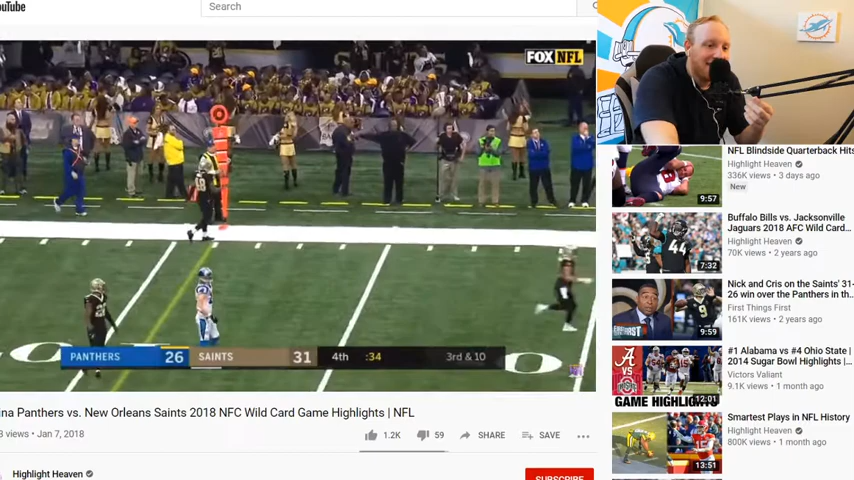 uTube
Search
FOX NFL
PANTHERS 26 SAINTS 31 4th :34 3rd & 10
na Panthers vs. New Orleans Saints 2018 NFC Wild Card Game Highlights | NFL
3 views • Jan 7, 2018
1.2K 59 SHARE SAVE ...
Highlight Heaven
SUBSCRIBE
NFL Blindside Quarterback Hits
Highlight Heaven
336K views • 3 days ago
New
9:57
Buffalo Bills vs. Jacksonville
Jaguars 2018 AFC Wild Card...
Highlight Heaven
70K views • 2 years ago
7:32
Nick and Cris on the Saints' 31-
26 win over the Panthers in th...
First Things First
161K views • 2 years ago
9:59
#1 Alabama vs #4 Ohio State |
2014 Sugar Bowl Highlights |...
Victors Valiant
9.1K views • 1 month ago
VS
GAME HIGHLIGHTS
12:01
Smartest Plays in NFL History
Highlight Heaven
800K views • 1 month ago
13:51